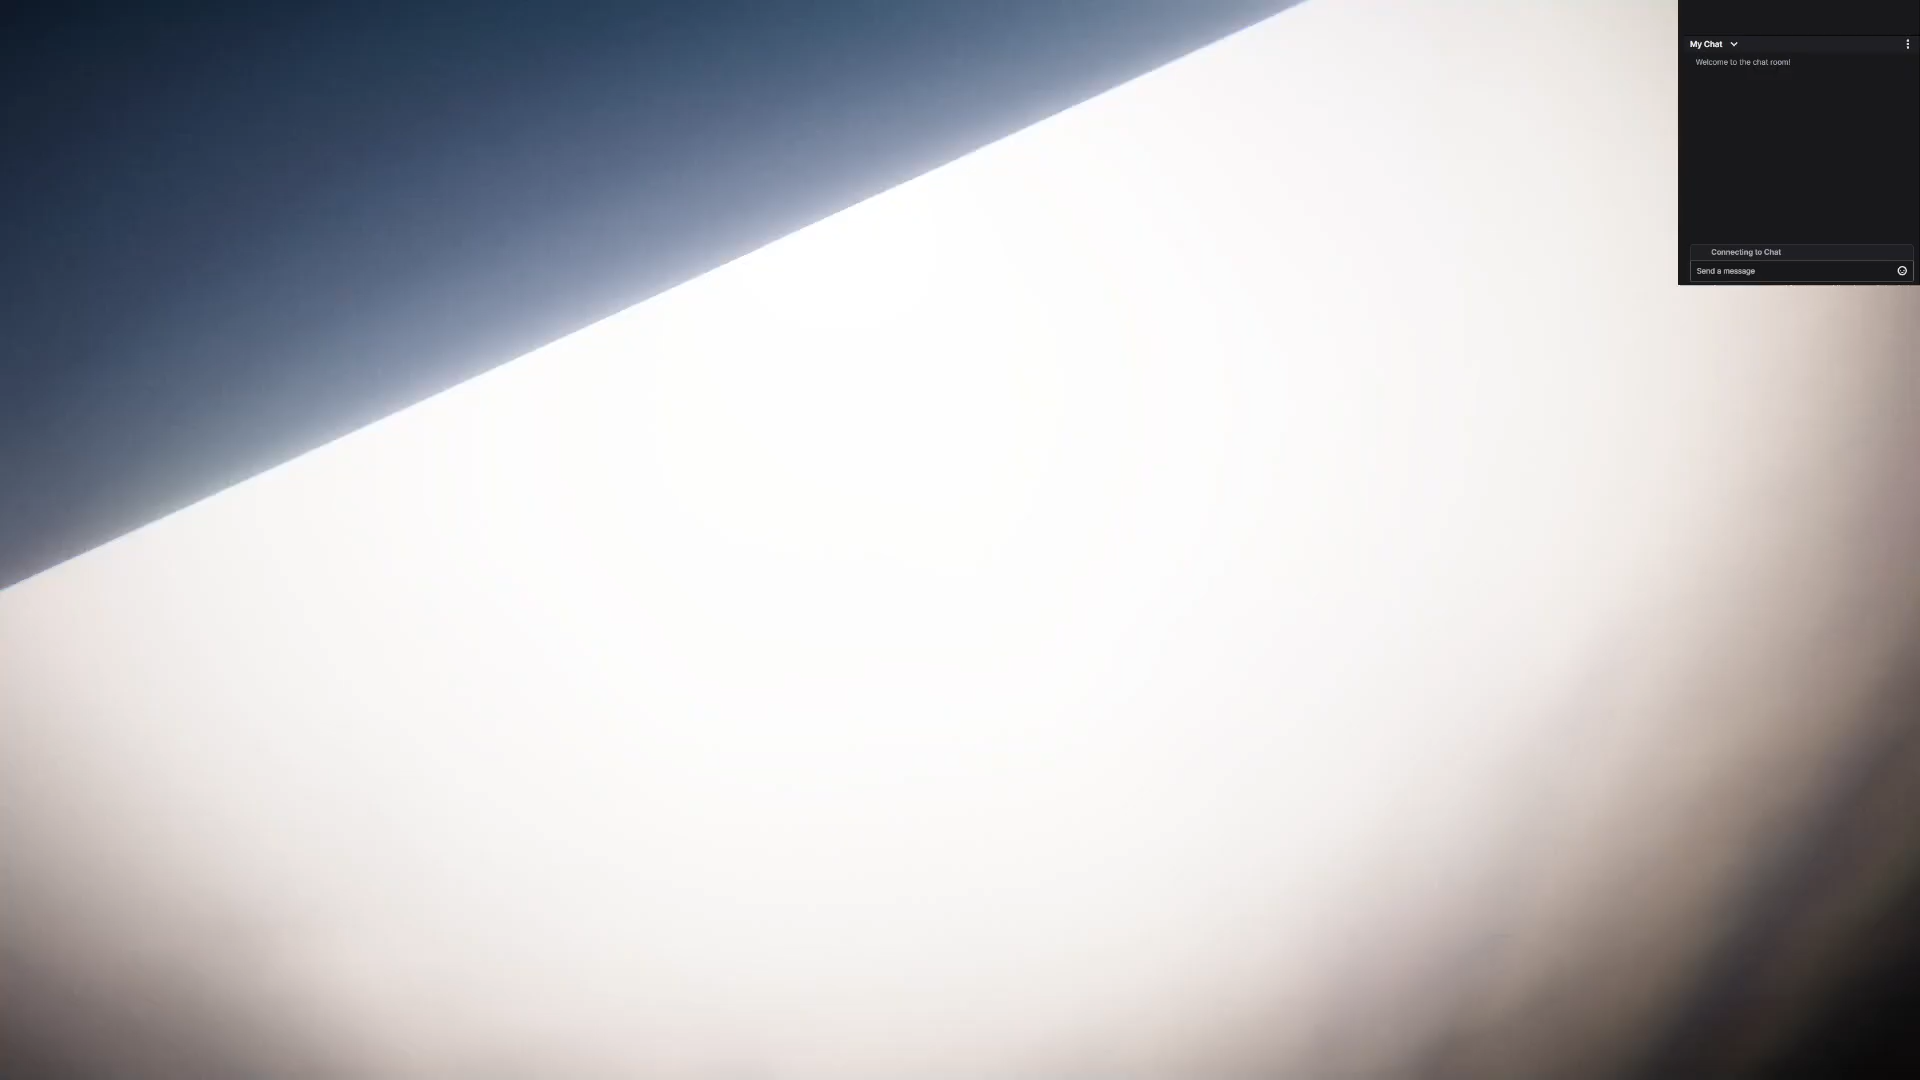 My Chat
Welcome to the chat room!
Connecting to Chat
Send a message